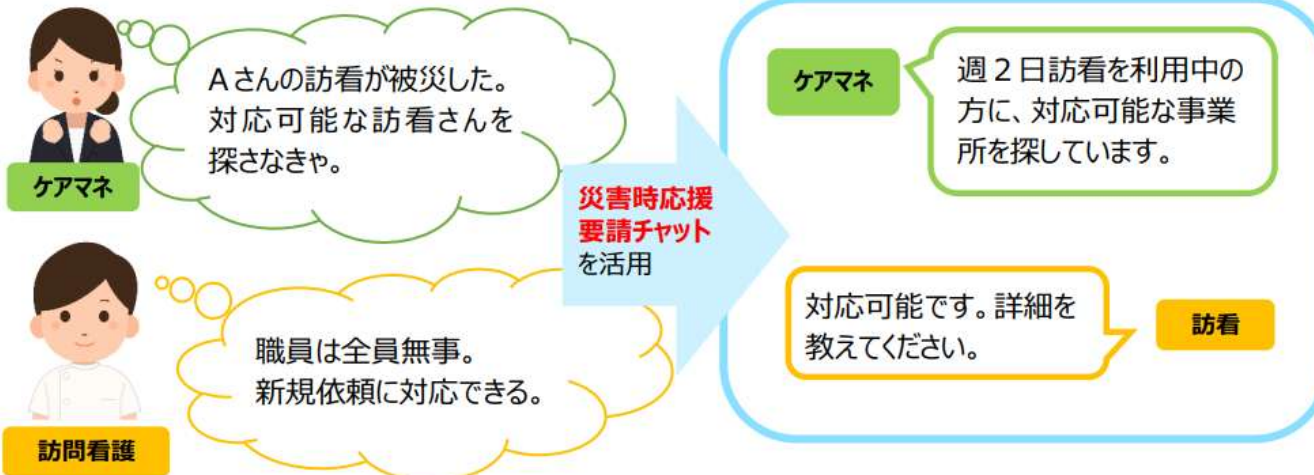 Aさんの訪看が被災した。
対応可能な訪看さんを
探さなきゃ。
ケアマネ
職員は全員無事。
新規依頼に対応できる。
訪問看護
災害時応援
要請チャット
を活用
ケアマネ
週2日訪看を利用中の
方に、対応可能な事業
所を探しています。
対応可能です。詳細を
教えてください。
訪看